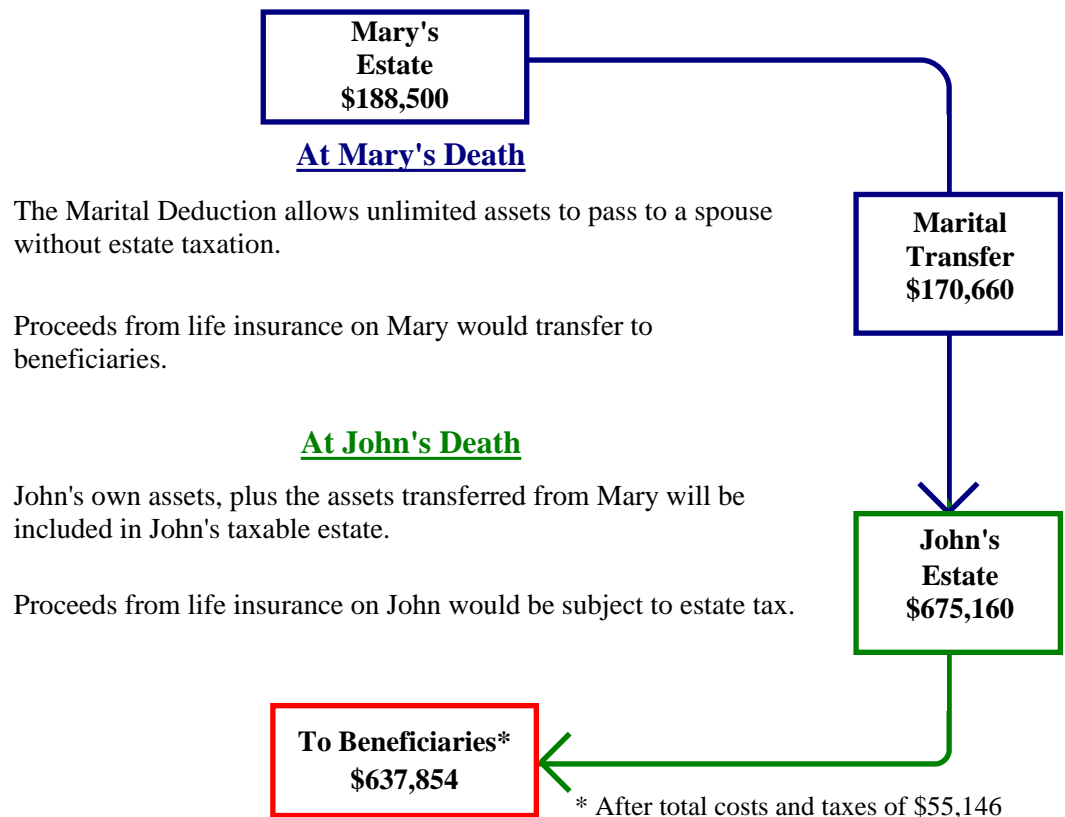 Mary's
Estate
$188,500
At Mary's Death
The Marital Deduction allows unlimited assets to pass to a spouse
without estate taxation.
Marital
Transfer
$170,660
Proceeds from life insurance on Mary would transfer to
beneficiaries.
At John's Death
John's own assets, plus the assets transferred from Mary will be
included in John's taxable estate.
John's
Estate
$675,160
Proceeds from life insurance on John would be subject to estate tax.
To Beneficiaries*
$637,854
* After total costs and taxes of $55,146